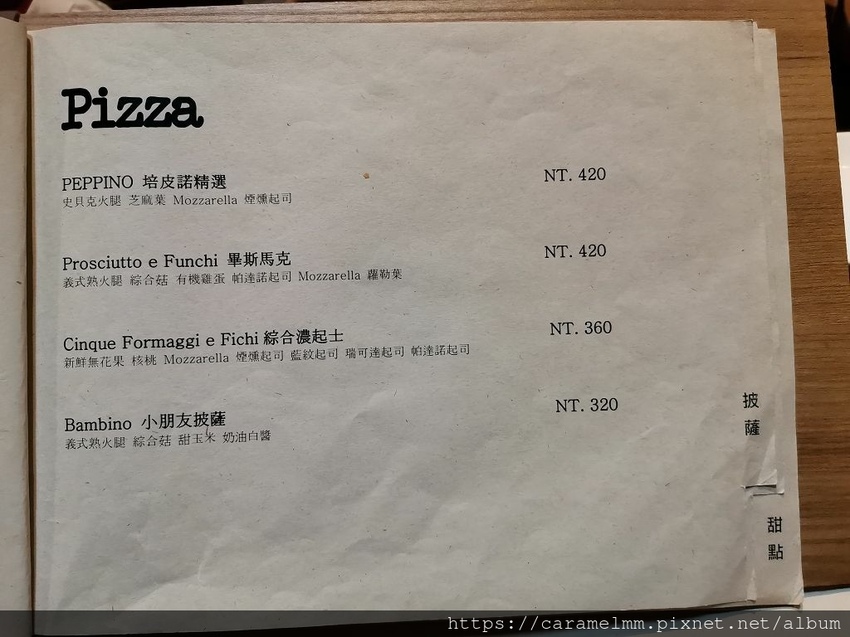 Pizza
PEPPINO 培皮諾精選 NT. 420
史貝克火腿 芝麻葉 Mozzarella 煙燻起司
Prosciutto e Funchi 畢斯馬克 NT. 420
義式熟火腿 綜合菇 有機雞蛋 帕達諾起司 Mozzarella 蘿勒葉
Cinque Formaggi e Fichi 綜合濃起士 NT. 360
新鮮無花果 核桃 Mozzarella 煙燻起司 藍紋起司 瑞可達起司 帕達諾起司
Bambino 小朋友披薩 NT. 320
義式熟火腿 綜合菇 甜玉米 奶油白醬
披薩
甜點
https://caramelmm.pixnet.net/album